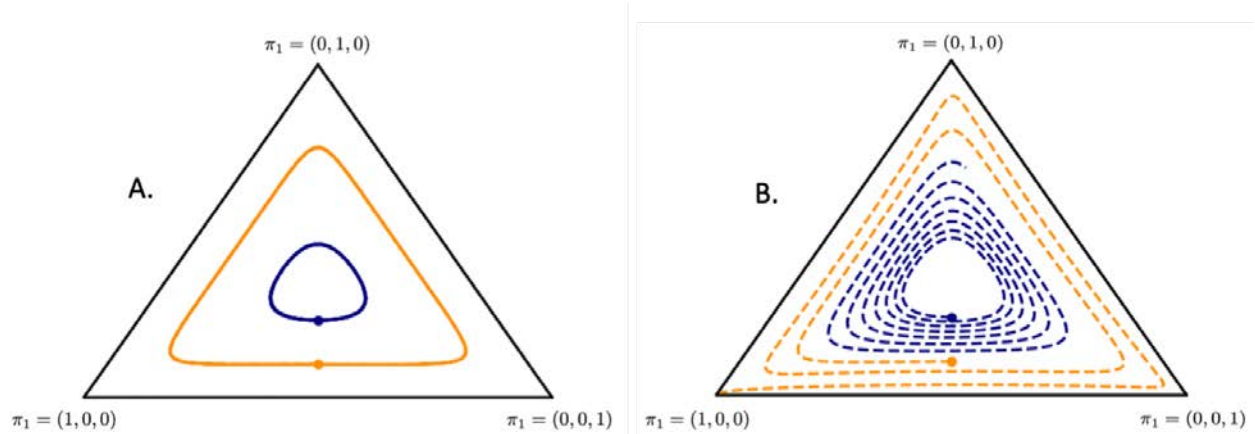 π₁ = (0, 1, 0)
A.
π₁ = (1, 0, 0)
π₁ = (0, 0, 1)
π₁ = (0, 1, 0)
B.
π₁ = (1, 0, 0)
π₁ = (0, 0, 1)